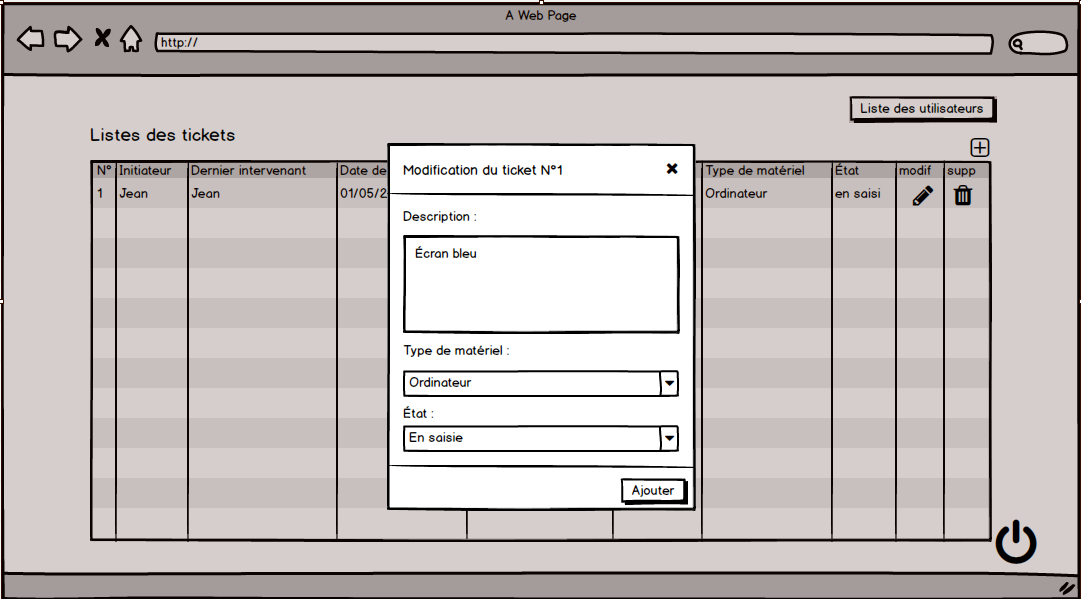 A Web Page
http://
Liste des utilisateurs
Listes des tickets
N° Initiateur Dernier intervenant Date de Type de matériel État modif supp
1 Jean Jean 01/05/2 Ordinateur en saisi
Modification du ticket N°1
Description :
Écran bleu
Type de matériel :
Ordinateur
État :
En saisie
Ajouter